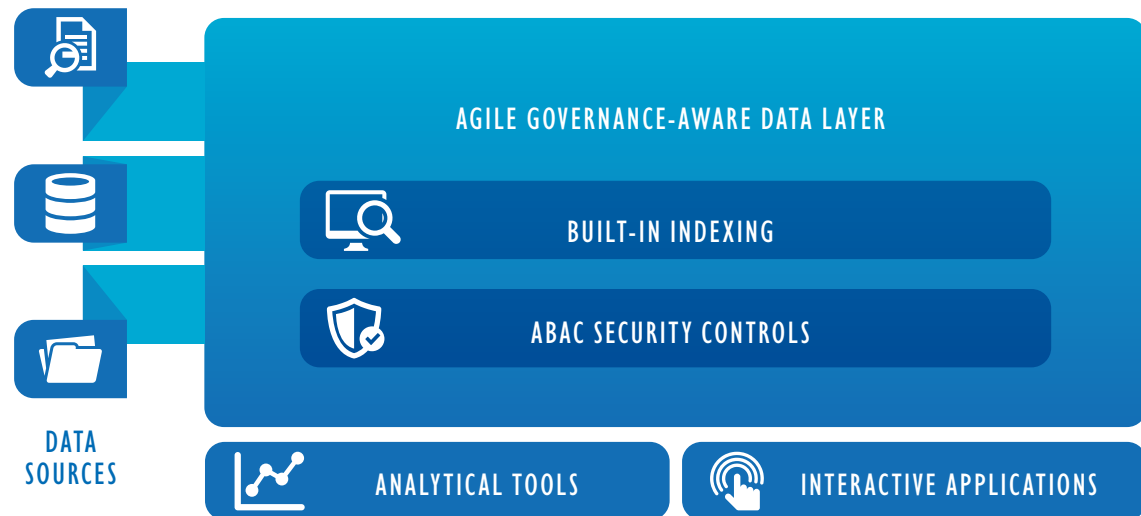 AGILE GOVERNANCE-AWARE DATA LAYER
BUILT-IN INDEXING
ABAC SECURITY CONTROLS
DATA
SOURCES
ANALYTICAL TOOLS
INTERACTIVE APPLICATIONS